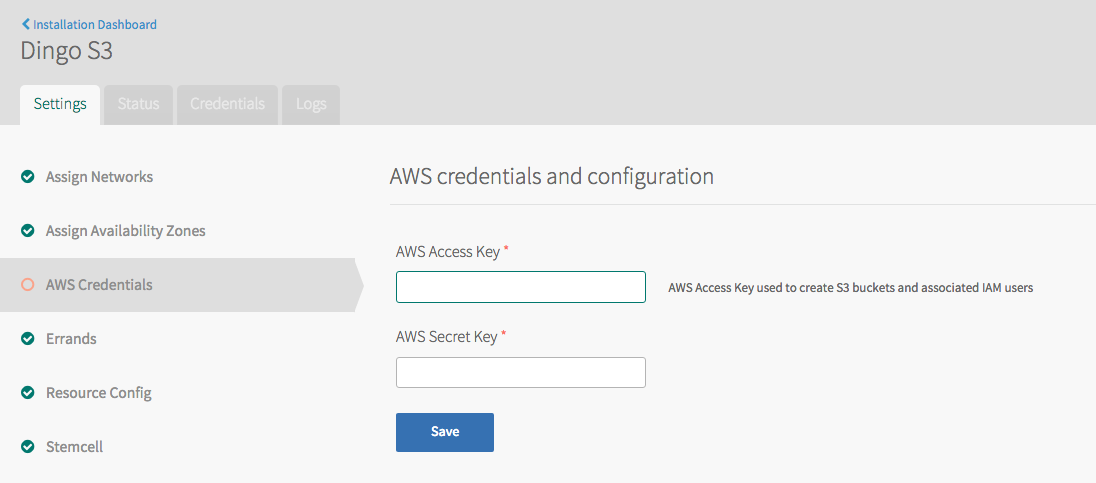 Installation Dashboard
Dingo S3
Settings Status Credentials Logs
Assign Networks
Assign Availability Zones
AWS Credentials
Errands
Resource Config
Stemcell
AWS credentials and configuration
AWS Access Key *
AWS Access Key used to create S3 buckets and associated IAM users
AWS Secret Key *
Save